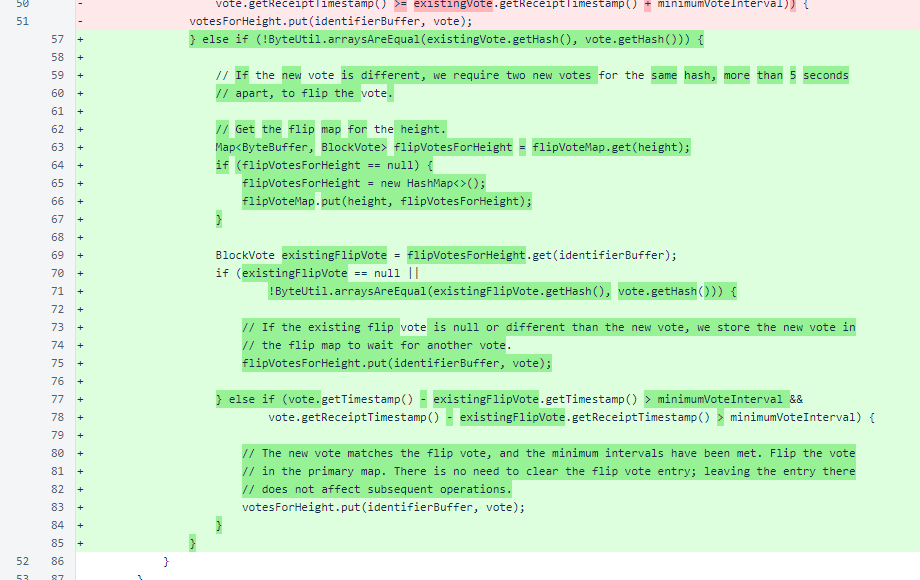 50 - vote.getReceiptTimestamp() >= existingVote.getReceiptTimestamp() + minimumVoteInterval)) {
51 - votesForHeight.put(identifierBuffer, vote);
57 + } else if (!ByteUtil.arraysAreEqual(existingVote.getHash(), vote.getHash())) {
58 +
59 + // If the new vote is different, we require two new votes for the same hash, more than 5 seconds
60 + // apart, to flip the vote.
61 +
62 + // Get the flip map for the height.
63 + Map<ByteBuffer, BlockVote> flipVotesForHeight = flipVoteMap.get(height);
64 + if (flipVotesForHeight == null) {
65 + flipVotesForHeight = new HashMap<>();
66 + flipVoteMap.put(height, flipVotesForHeight);
67 + }
68 +
69 + BlockVote existingFlipVote = flipVotesForHeight.get(identifierBuffer);
70 + if (existingFlipVote == null ||
71 + !ByteUtil.arraysAreEqual(existingFlipVote.getHash(), vote.getHash())) {
72 +
73 + // If the existing flip vote is null or different than the new vote, we store the new vote in
74 + // the flip map to wait for another vote.
75 + flipVotesForHeight.put(identifierBuffer, vote);
76 +
77 + } else if (vote.getTimestamp() - existingFlipVote.getTimestamp() > minimumVoteInterval &&
78 + vote.getReceiptTimestamp() - existingFlipVote.getReceiptTimestamp() > minimumVoteInterval) {
79 +
80 + // The new vote matches the flip vote, and the minimum intervals have been met. Flip the vote
81 + // in the primary map. There is no need to clear the flip vote entry; leaving the entry there
82 + // does not affect subsequent operations.
83 + votesForHeight.put(identifierBuffer, vote);
84 + }
85 + }
52 86 }
53 87 }